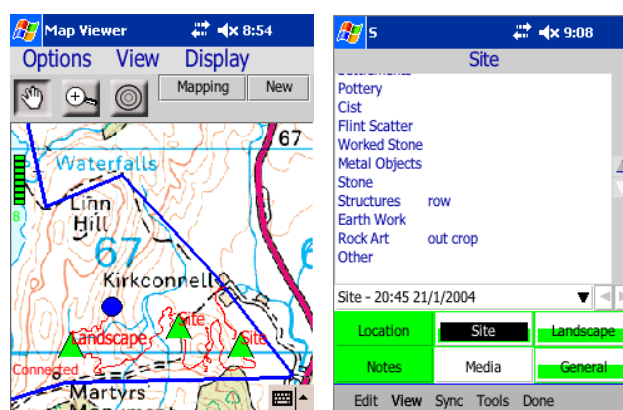 Map Viewer 8:54
Options View Display
Mapping New
67
Waterfalls
Linn
Hill
8
67
Kirkconnell
Site
Landscape
Site
Connected
Martyrs
Monument
S 9:08
Site
Settlements
Pottery
Cist
Flint Scatter
Worked Stone
Metal Objects
Stone
Structures row
Earth Work
Rock Art out crop
Other
Site - 20:45 21/1/2004
Location Site Landscape
Notes Media General
Edit View Sync Tools Done